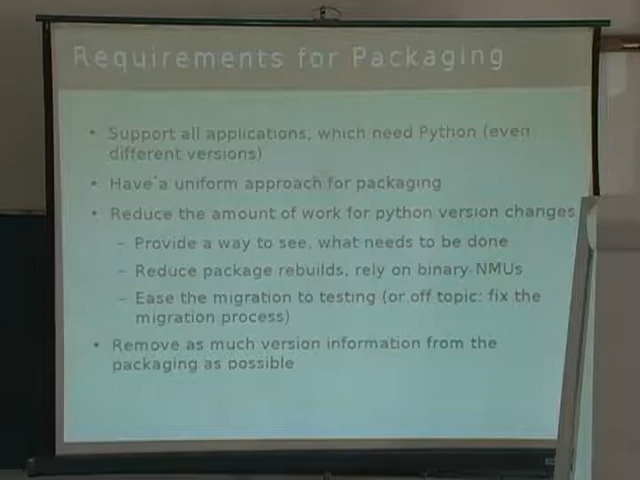 Requirements for Packaging
• Support all applications, which need Python (even
different versions)
• Have a uniform approach for packaging
• Reduce the amount of work for python version changes
– Provide a way to see, what needs to be done
– Reduce package rebuilds, rely on binary NMUs
– Ease the migration to testing (or off topic: fix the
migration process)
• Remove as much version information from the
packaging as possible